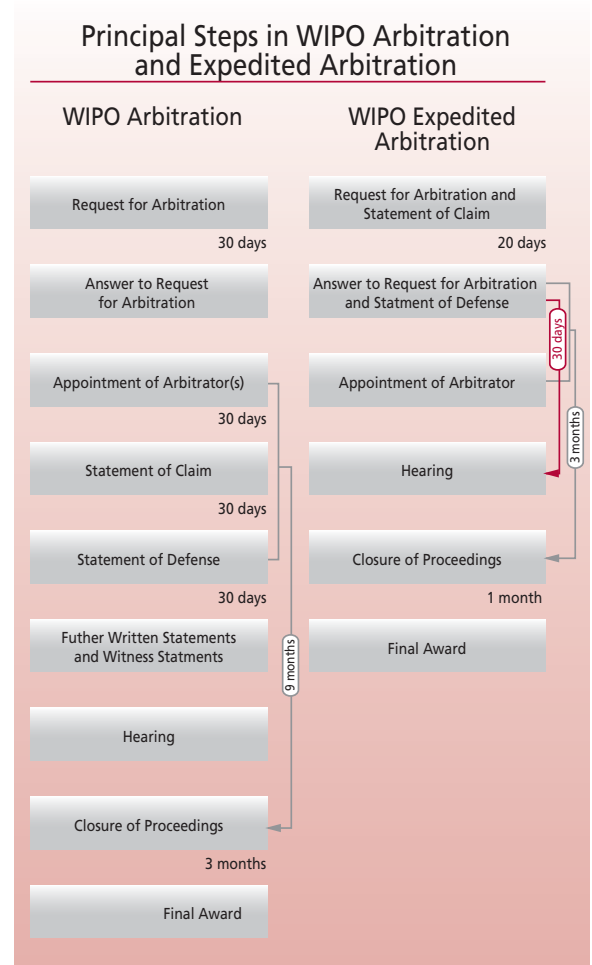 Principal Steps in WIPO Arbitration
and Expedited Arbitration
WIPO Arbitration
Request for Arbitration
30 days
Answer to Request
for Arbitration
Appointment of Arbitrator(s)
30 days
Statement of Claim
30 days
Statement of Defense
30 days
Futher Written Statements
and Witness Statments
9 months
Hearing
Closure of Proceedings
3 months
Final Award
WIPO Expedited
Arbitration
Request for Arbitration and
Statement of Claim
20 days
Answer to Request for Arbitration
and Statment of Defense
30 days
Appointment of Arbitrator
3 months
Hearing
Closure of Proceedings
1 month
Final Award